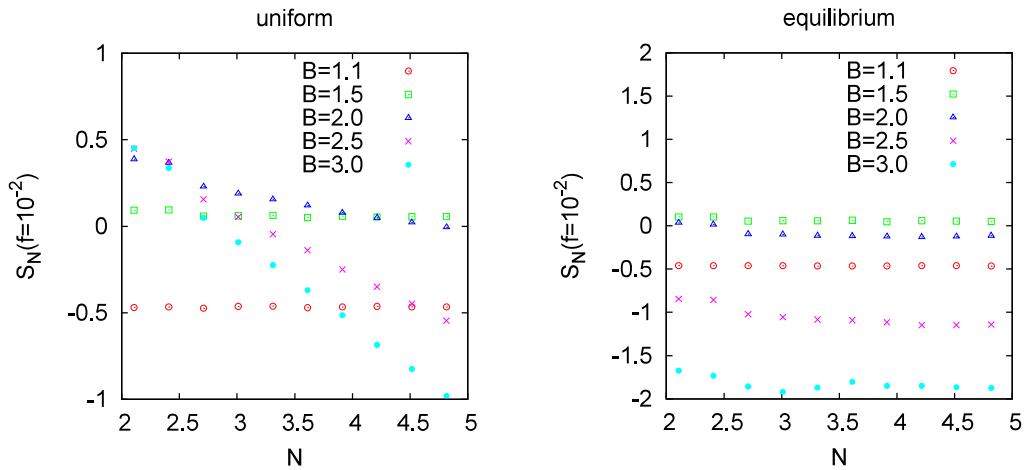 uniform
1
0.5
0
-0.5
-1
2
2.5
3
3.5
4
4.5
5
S_N(f=10^-2)
N
B=1.1
B=1.5
B=2.0
B=2.5
B=3.0
equilibrium
2
1.5
1
0.5
0
-0.5
-1
-1.5
-2
2
2.5
3
3.5
4
4.5
5
S_N(f=10^-2)
N
B=1.1
B=1.5
B=2.0
B=2.5
B=3.0